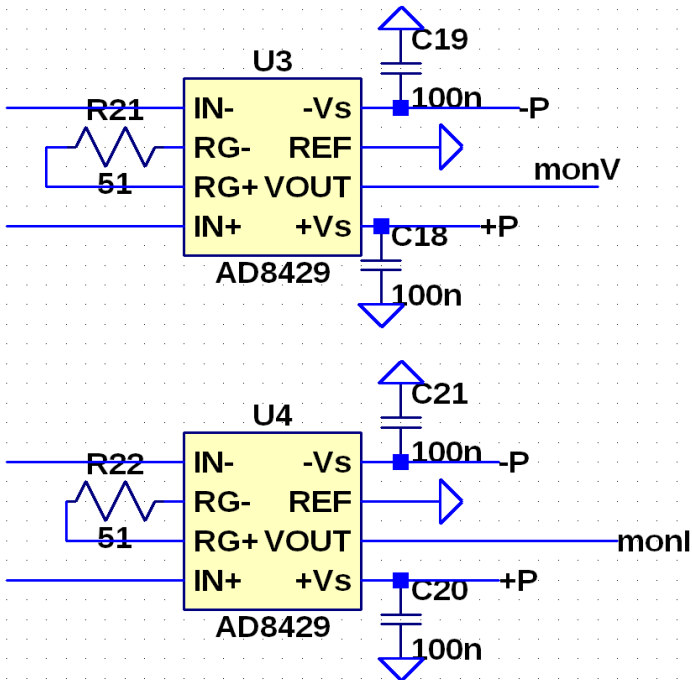 C19
U3
R21
IN- -Vs 100n -P
RG- REF
monV
51 RG+ VOUT
IN+ +Vs +P
C18
AD8429
100n
C21
U4
R22
IN- -Vs 100n -P
RG- REF
51 RG+ VOUT monI
IN+ +Vs +P
C20
AD8429
100n